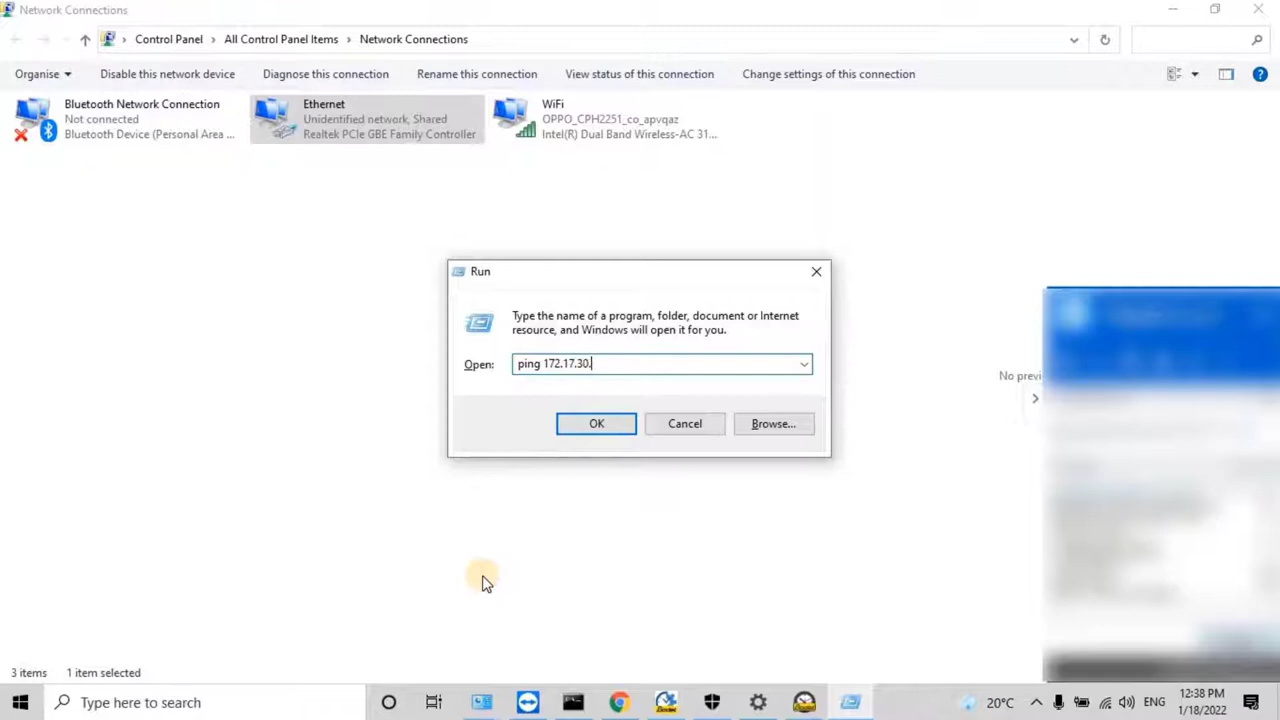 Network Connections
Control Panel > All Control Panel Items > Network Connections
Organise Disable this network device Diagnose this connection Rename this connection View status of this connection Change settings of this connection
Bluetooth Network Connection
Not connected
Bluetooth Device (Personal Area ...
Ethernet
Unidentified network, Shared
Realtek PCIe GBE Family Controller
WiFi
OPPO_CPH2251_co_apvqaz
Intel(R) Dual Band Wireless-AC 31...
Run
Type the name of a program, folder, document or Internet
resource, and Windows will open it for you.
Open: ping 172.17.30.
OK Cancel Browse...
No previ
3 items 1 item selected
Type here to search
20°C ENG
12:38 PM
1/18/2022